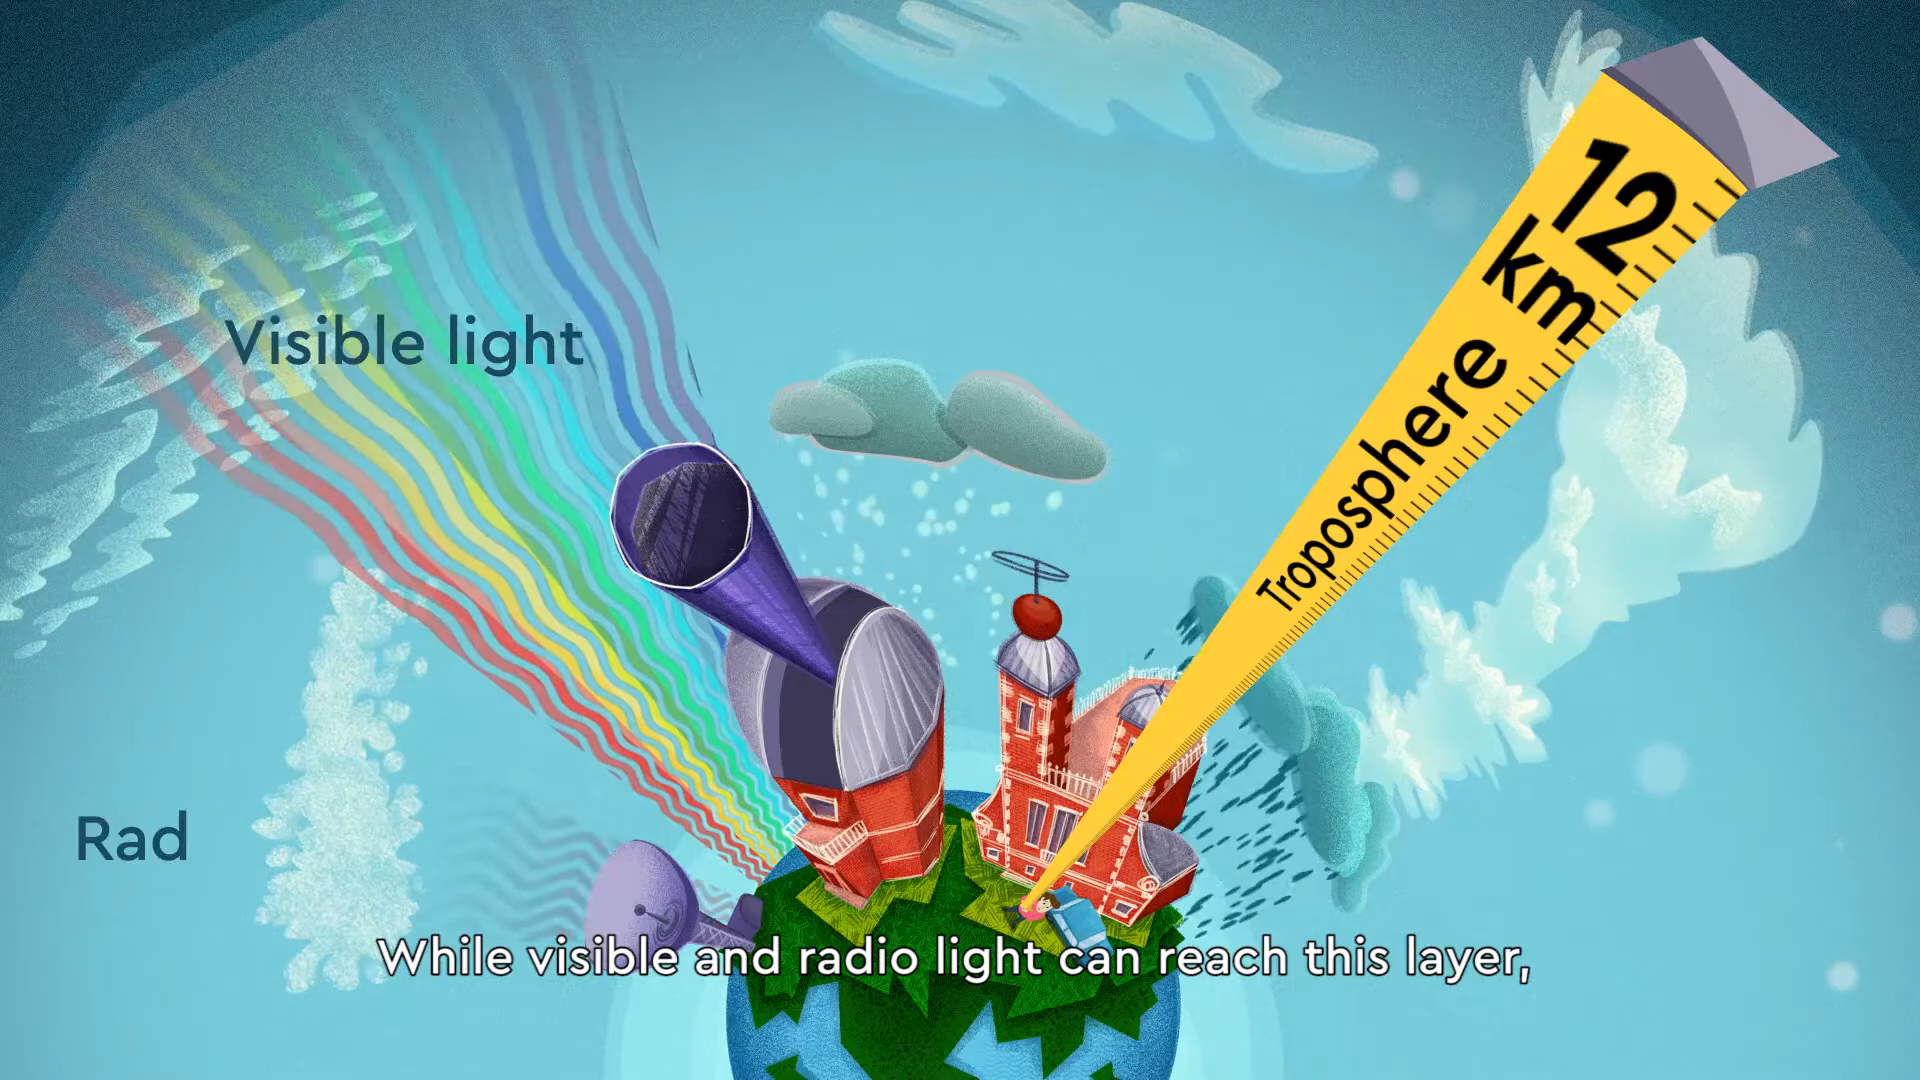 12
km
Troposphere
Visible light
Rad
While visible and radio light can reach this layer,